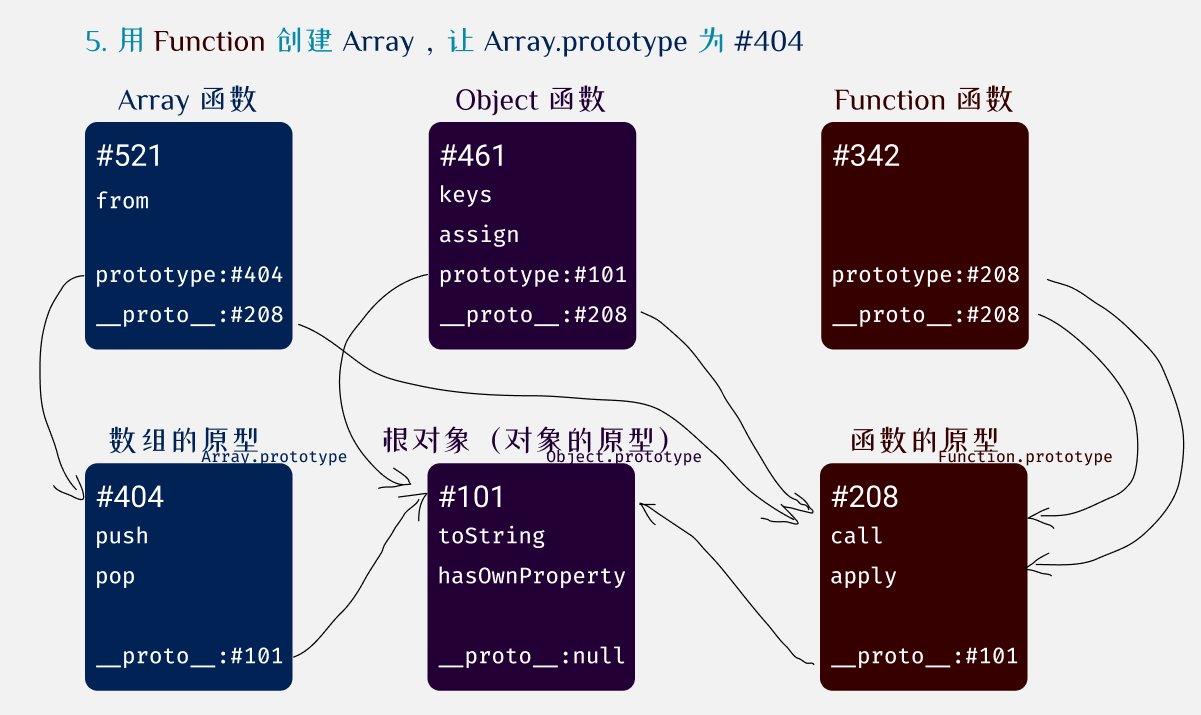 5. 用 Function 创建 Array , 让 Array.prototype 为 #404
Array 函数
#521
from
prototype:#404
__proto__:#208
Object 函数
#461
keys
assign
prototype:#101
__proto__:#208
Function 函数
#342
prototype:#208
__proto__:#208
数组的原型
Array.prototype
#404
push
pop
__proto__:#101
根对象（对象的原型）
Object.prototype
#101
toString
hasOwnProperty
__proto__:null
函数的原型
Function.prototype
#208
call
apply
__proto__:#101